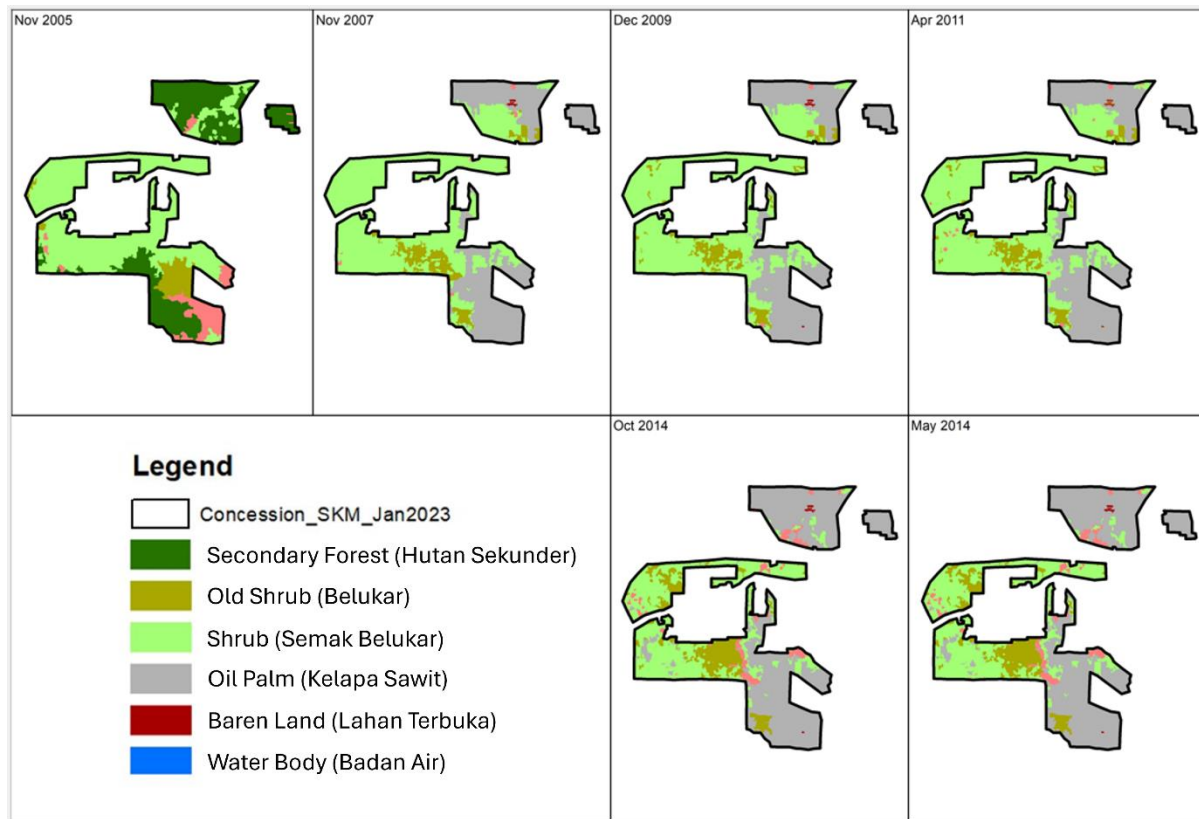 Nov 2005
Nov 2007
Dec 2009
Apr 2011
Oct 2014
May 2014
Legend
Concession_SKM_Jan2023
Secondary Forest (Hutan Sekunder)
Old Shrub (Belukar)
Shrub (Semak Belukar)
Oil Palm (Kelapa Sawit)
Baren Land (Lahan Terbuka)
Water Body (Badan Air)